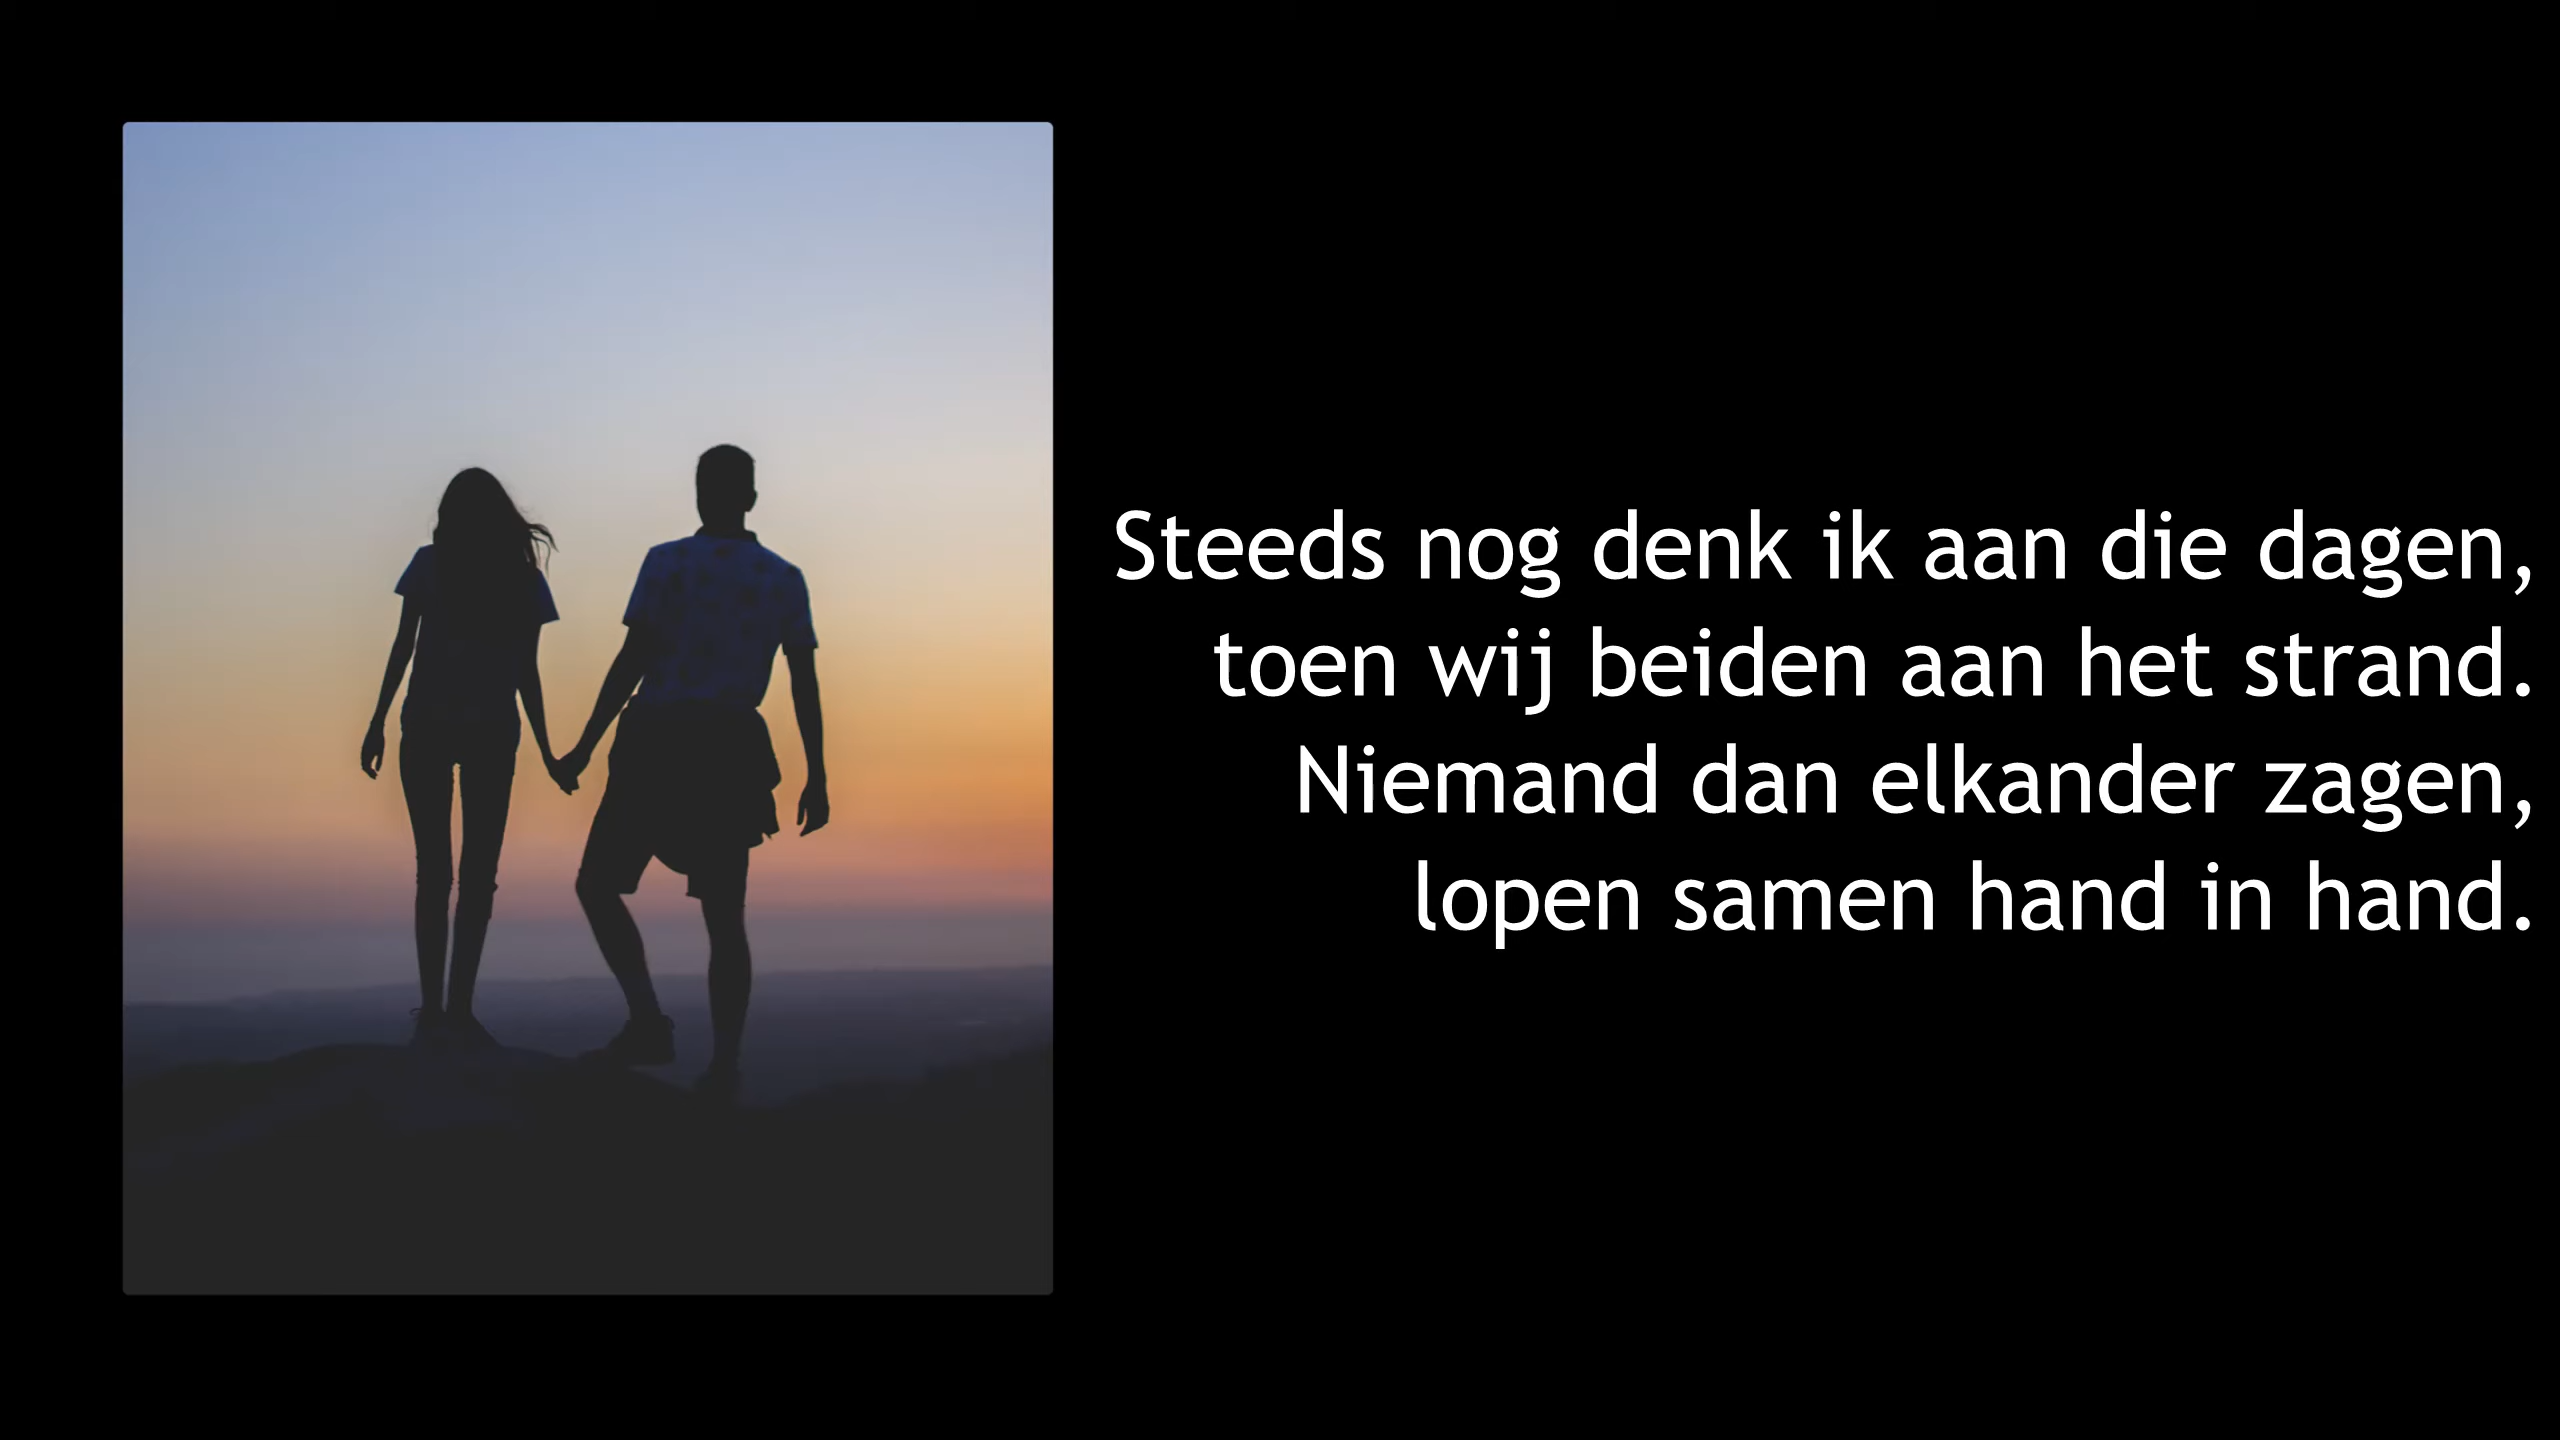 Steeds nog denk ik aan die dagen,
toen wij beiden aan het strand.
Niemand dan elkander zagen,
lopen samen hand in hand.